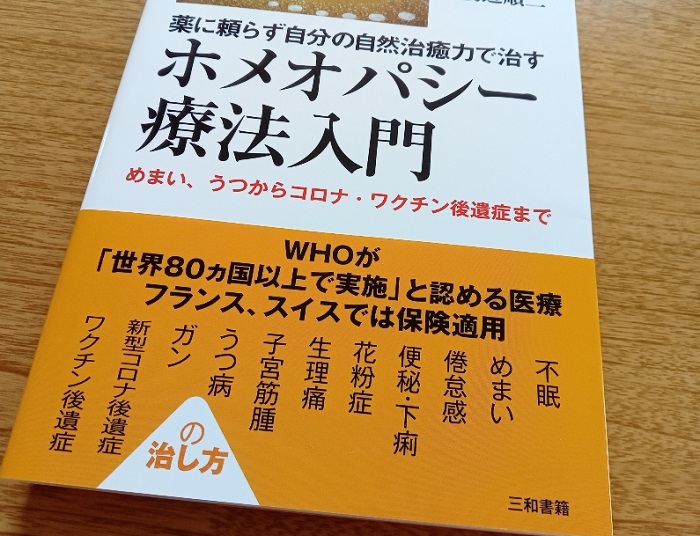 薬に頼らず自分の自然治癒力で治す
ホメオパシー
療法入門
めまい、うつからコロナ・ワクチン後遺症まで
WHOが
「世界80ヵ国以上で実施」と認める医療
フランス、スイスでは保険適用
不眠
めまい
倦怠感
便秘・下痢
花粉症
生理痛
子宮筋腫
うつ病
ガン
新型コロナ後遺症
ワクチン後遺症
の
治し方
三和書籍